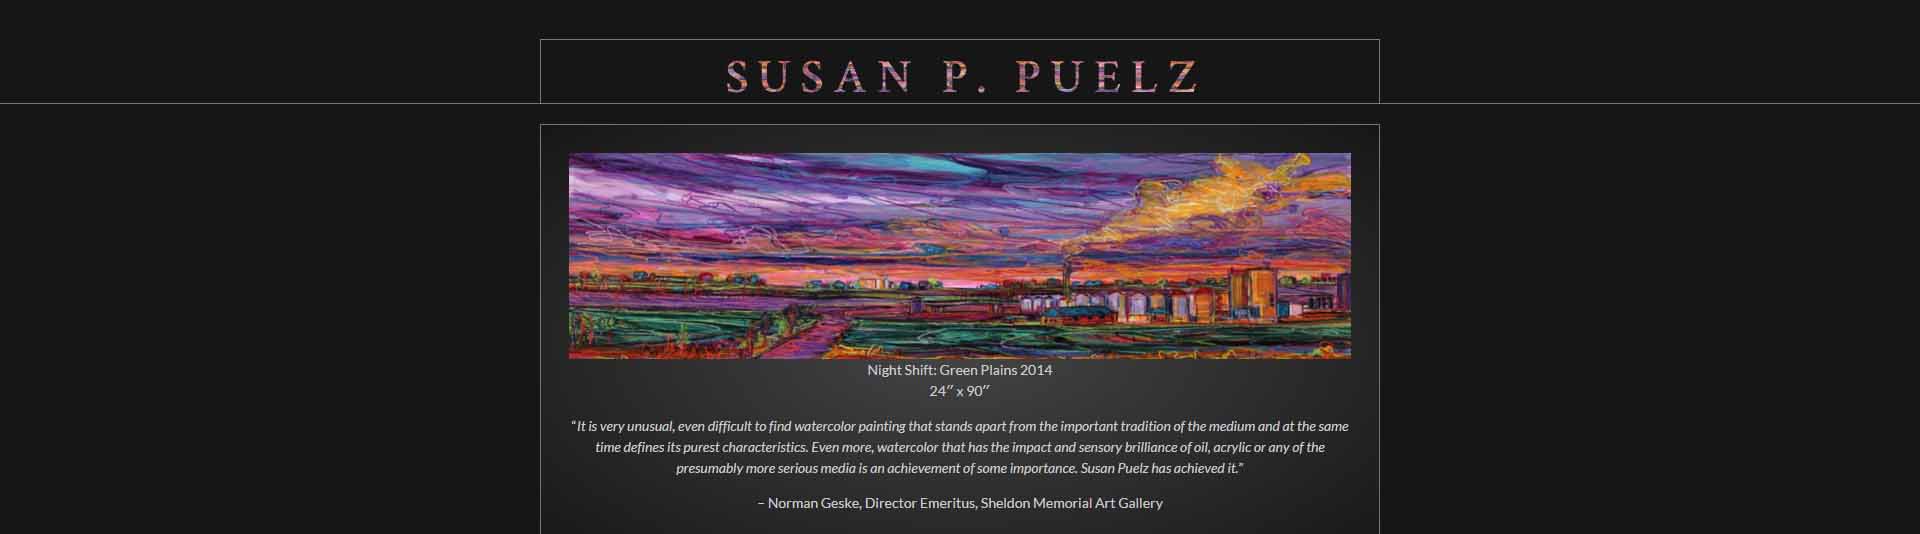 SUSAN P. PUELZ
Night Shift: Green Plains 2014
24″ x 90″
“It is very unusual, even difficult to find watercolor painting that stands apart from the important tradition of the medium and at the same
time defines its purest characteristics. Even more, watercolor that has the impact and sensory brilliance of oil, acrylic or any of the
presumably more serious media is an achievement of some importance. Susan Puelz has achieved it.”
– Norman Geske, Director Emeritus, Sheldon Memorial Art Gallery